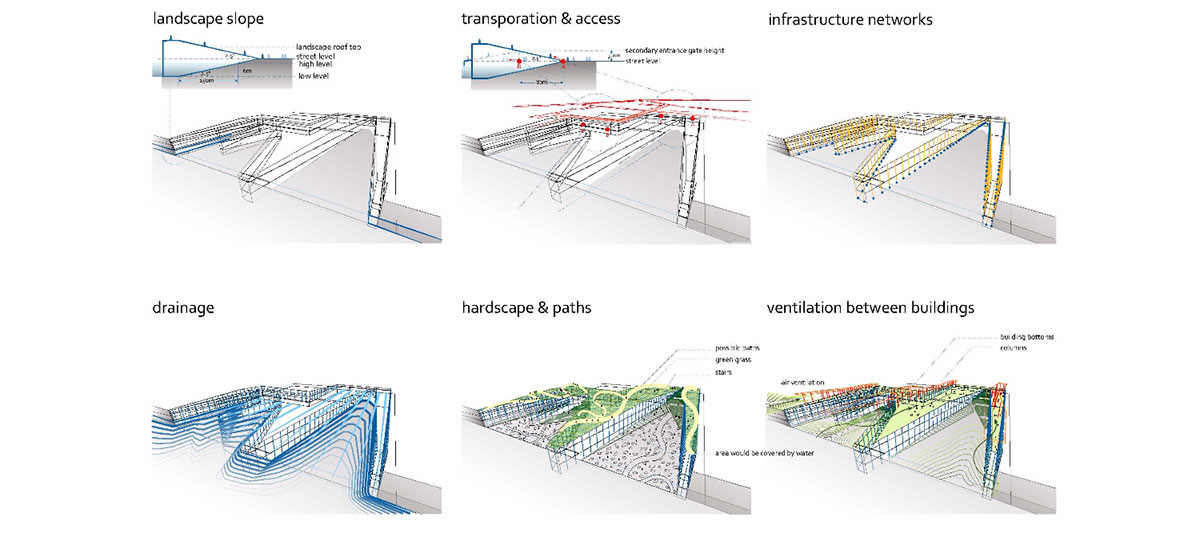 landscape slope
transporation & access
infrastructure networks
landscape roof top
street level
high level
low level
6m
secondary entrance gate height
street level
drainage
hardscape & paths
ventilation between buildings
possible paths
green grass
stairs
area would be covered by water
building bottoms
columns
air ventilation